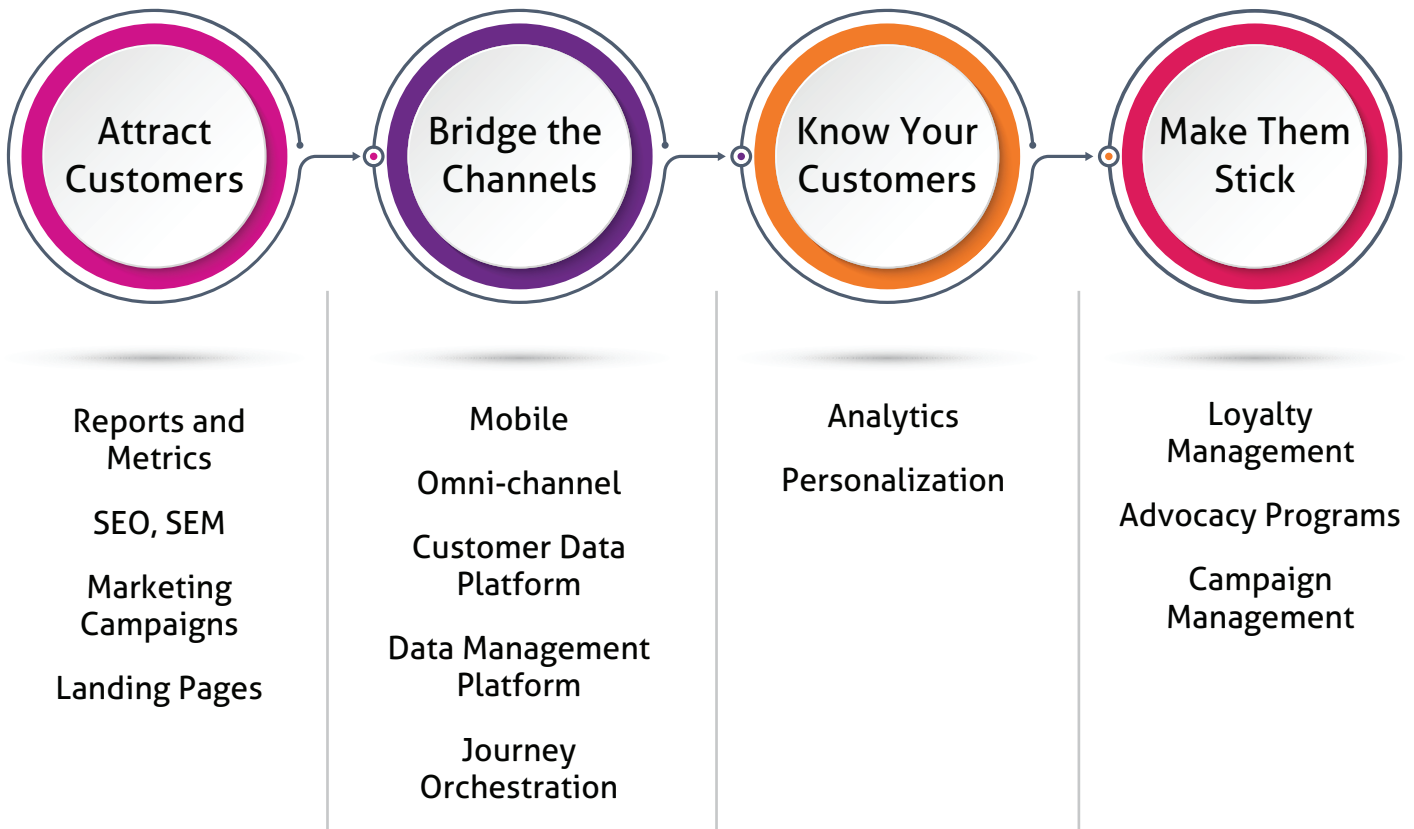 Attract
Customers
Bridge the
Channels
Know Your
Customers
Make Them
Stick
Reports and
Metrics
SEO, SEM
Marketing
Campaigns
Landing Pages
Mobile
Omni-channel
Customer Data
Platform
Data Management
Platform
Journey
Orchestration
Analytics
Personalization
Loyalty
Management
Advocacy Programs
Campaign
Management